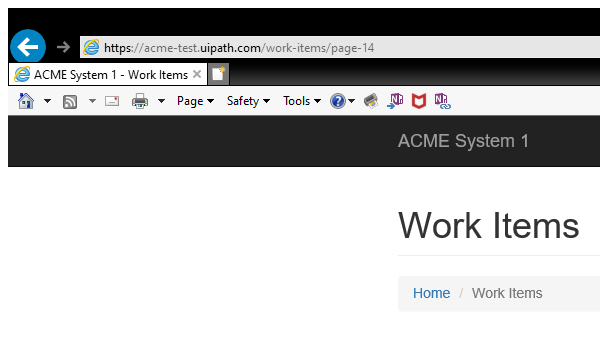 https://acme-test.uipath.com/work-items/page-14
ACME System 1 - Work Items
Page Safety Tools
ACME System 1
Work Items
Home / Work Items